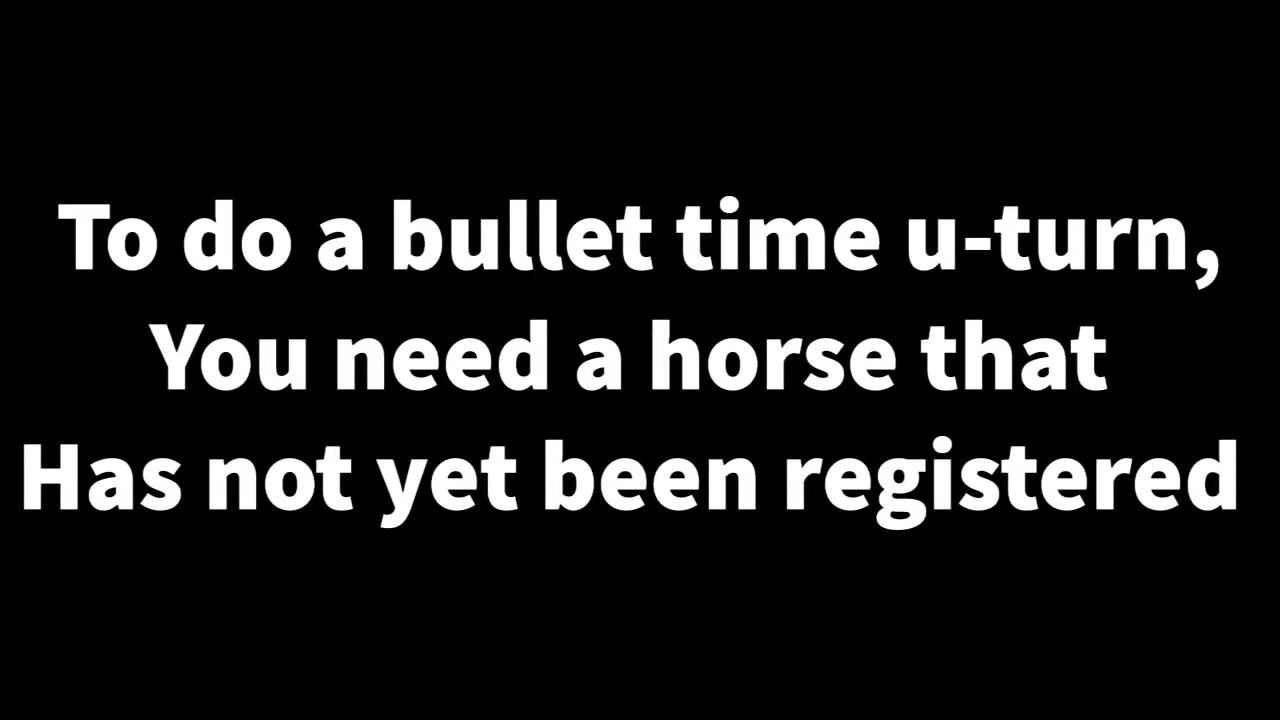 To do a bullet time u-turn,
You need a horse that
Has not yet been registered